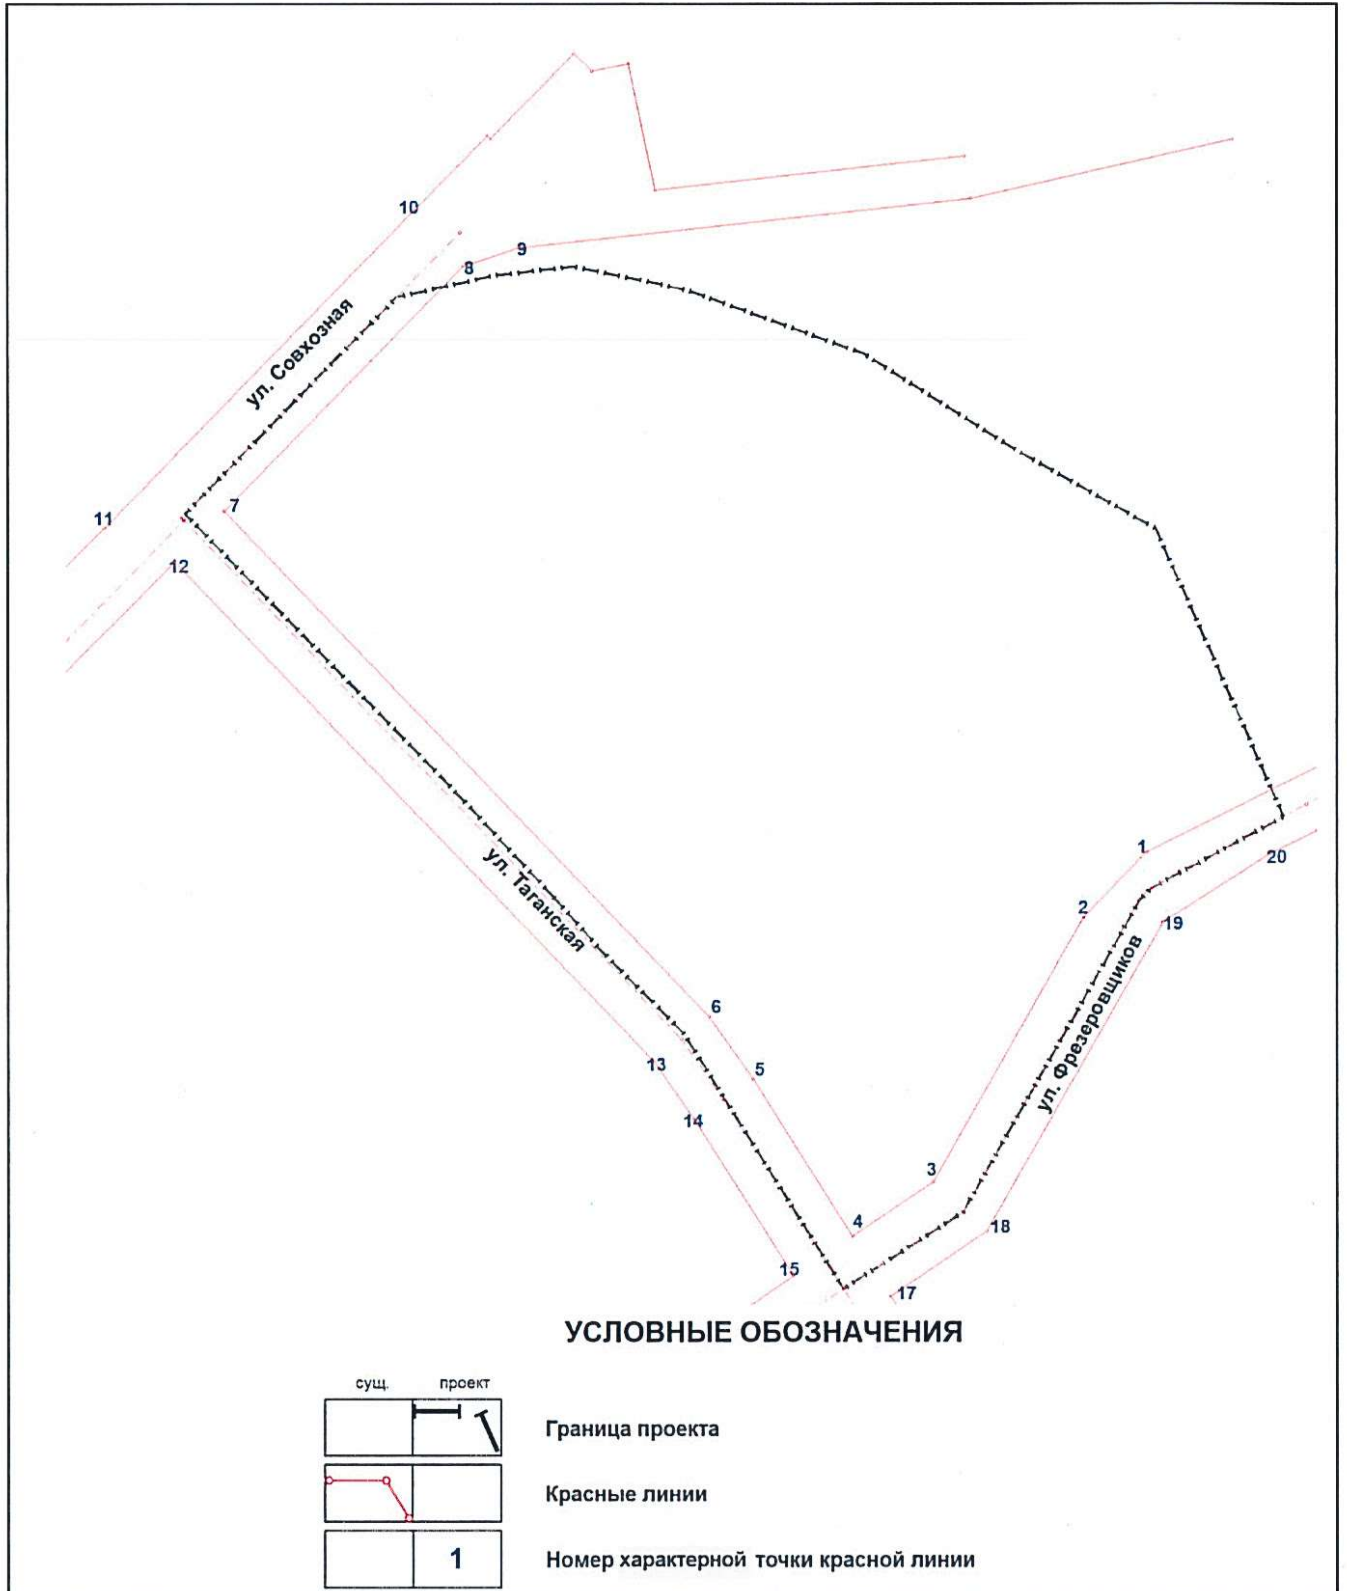 10
9
8
ул. Совхозная
7
11
12
1
20
2
19
ул. Таганская
ул. Фрезеровщиков
6
13
5
14
3
4
18
15
17
УСЛОВНЫЕ ОБОЗНАЧЕНИЯ
сущ. проект
Граница проекта
Красные линии
1 Номер характерной точки красной линии